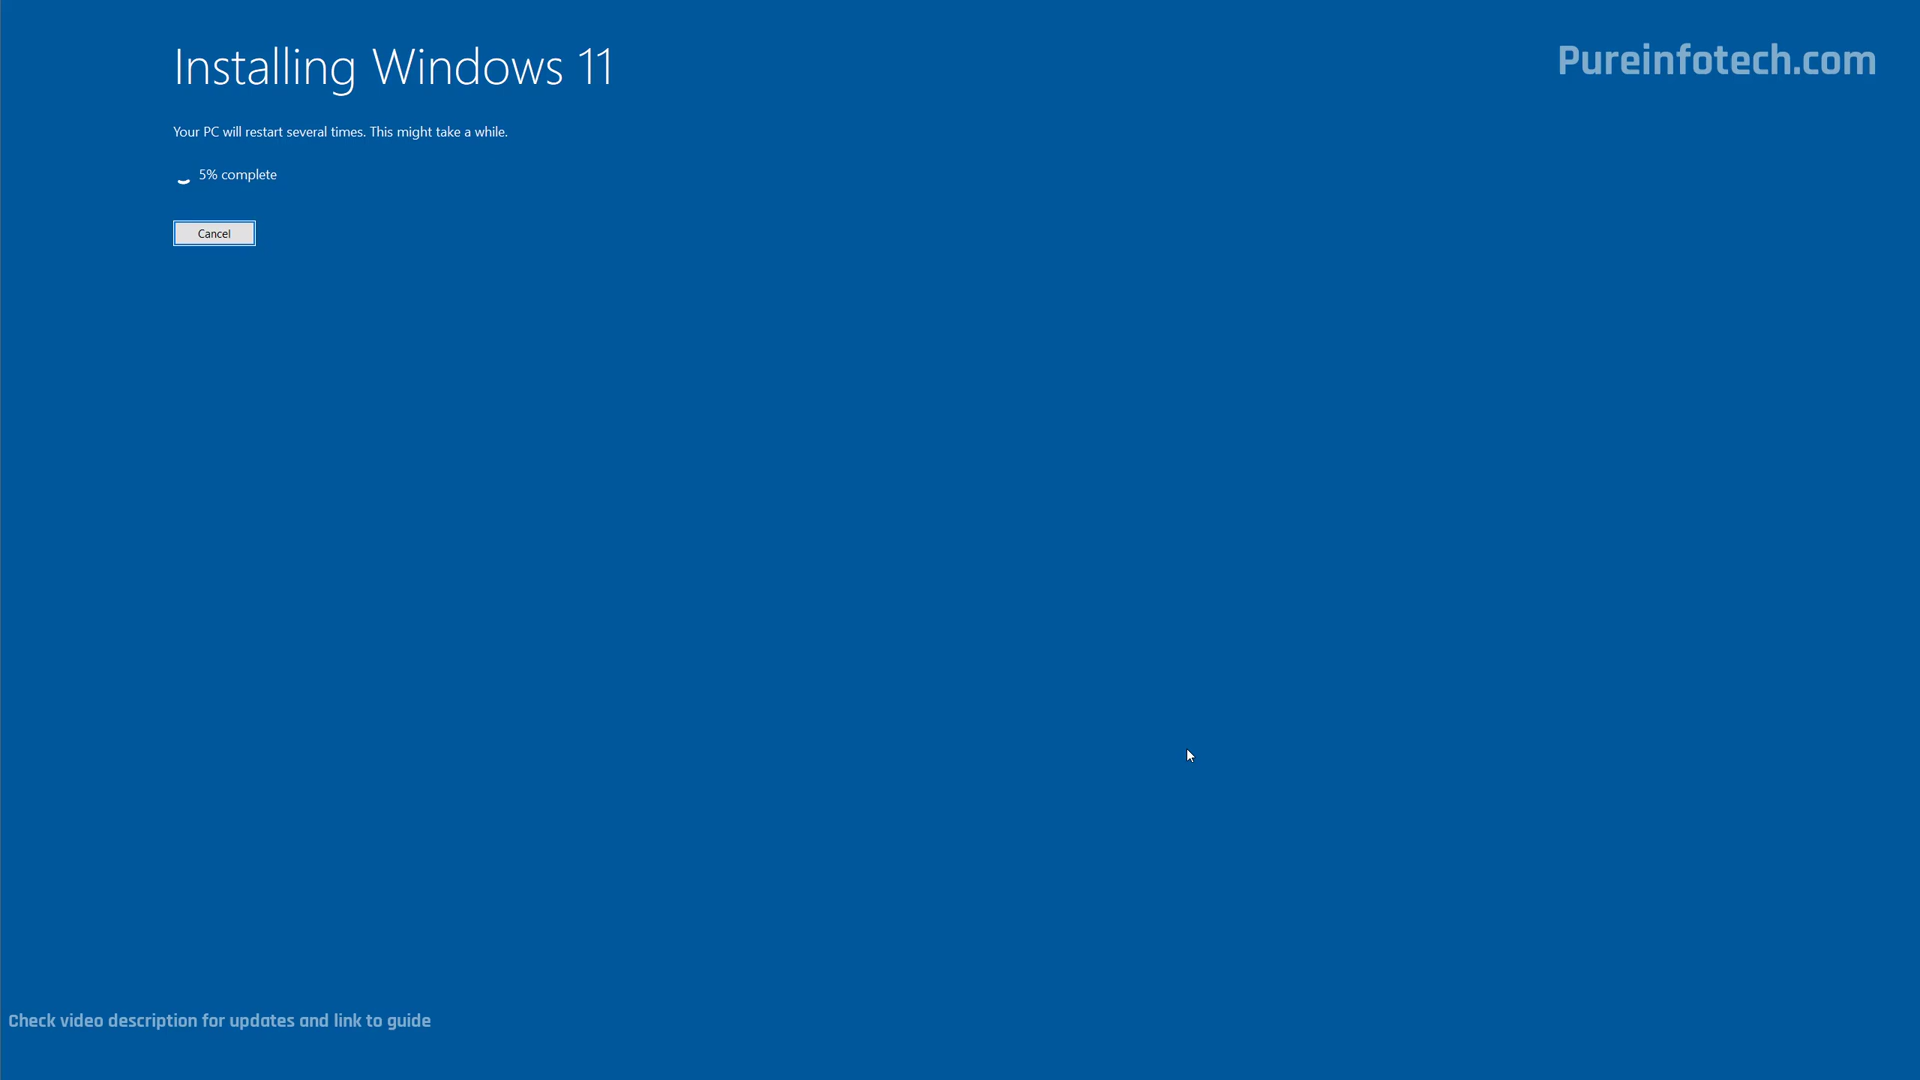 Installing Windows 11
Pureinfotech.com
Your PC will restart several times. This might take a while.
5% complete
Cancel
Check video description for updates and link to guide